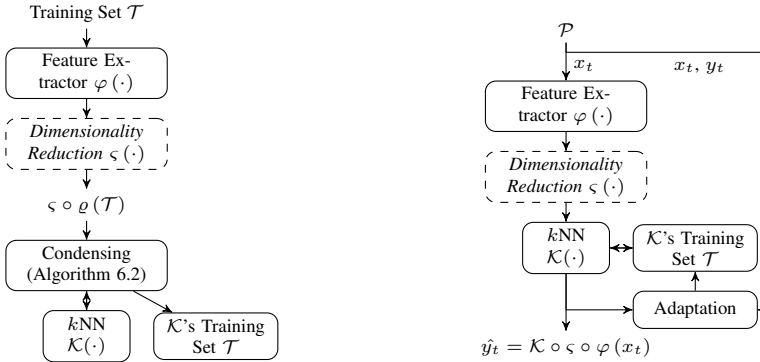 Training Set 𝒯
Feature Ex-
tractor φ (·)
Dimensionality
Reduction ς (·)
ς ∘ ϱ (𝒯)
Condensing
(Algorithm 6.2)
kNN
𝒦(·)
𝒦's Training
Set 𝒯
𝒫
x_t
x_t, y_t
Feature Ex-
tractor φ (·)
Dimensionality
Reduction ς (·)
kNN
𝒦(·)
𝒦's Training
Set 𝒯
Adaptation
ŷ_t = 𝒦 ∘ ς ∘ φ (x_t)